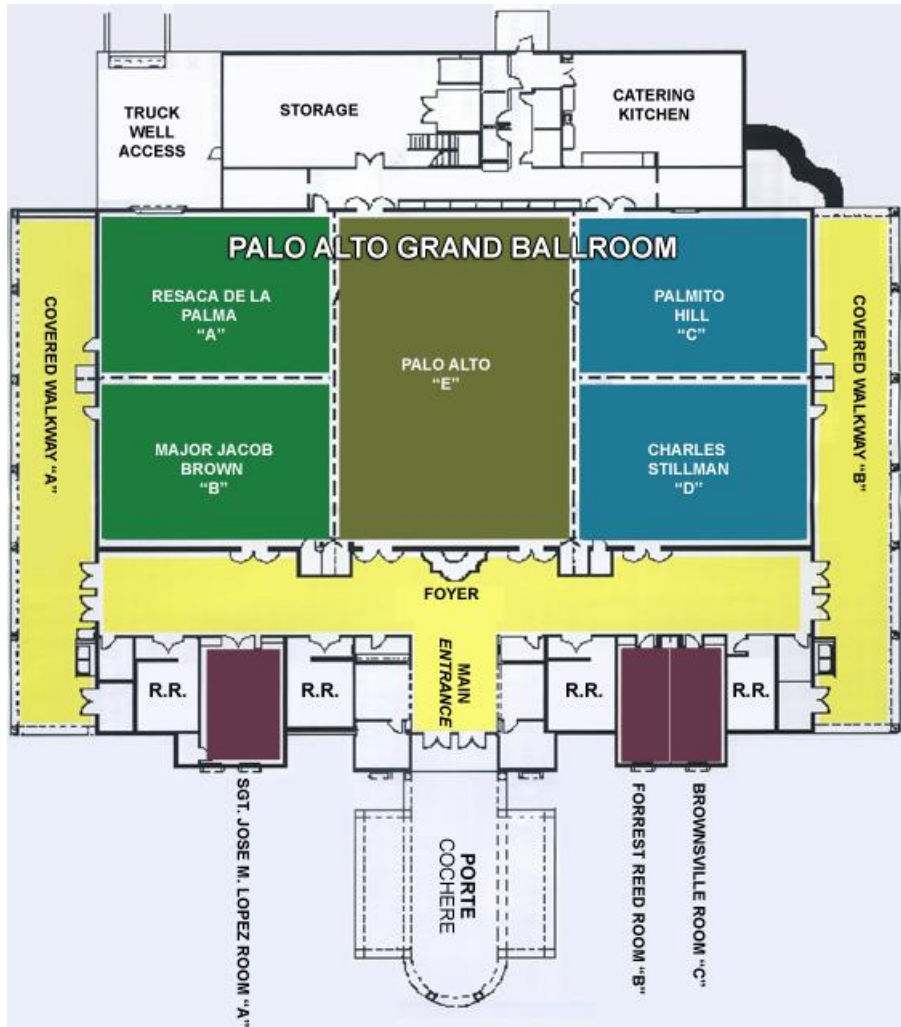 TRUCK
WELL
ACCESS
STORAGE
CATERING
KITCHEN
PALO ALTO GRAND BALLROOM
RESACA DE LA
PALMA
“A”
PALO ALTO
“E”
PALMITO
HILL
“C”
COVERED WALKWAY “A”
COVERED WALKWAY “B”
MAJOR JACOB
BROWN
“B”
CHARLES
STILLMAN
“D”
FOYER
MAIN
ENTRANCE
R.R.
R.R.
R.R.
R.R.
SGT. JOSE M. LOPEZ ROOM “A”
PORTE
COCHERE
FORREST REED ROOM “B”
BROWNSVILLE ROOM “C”